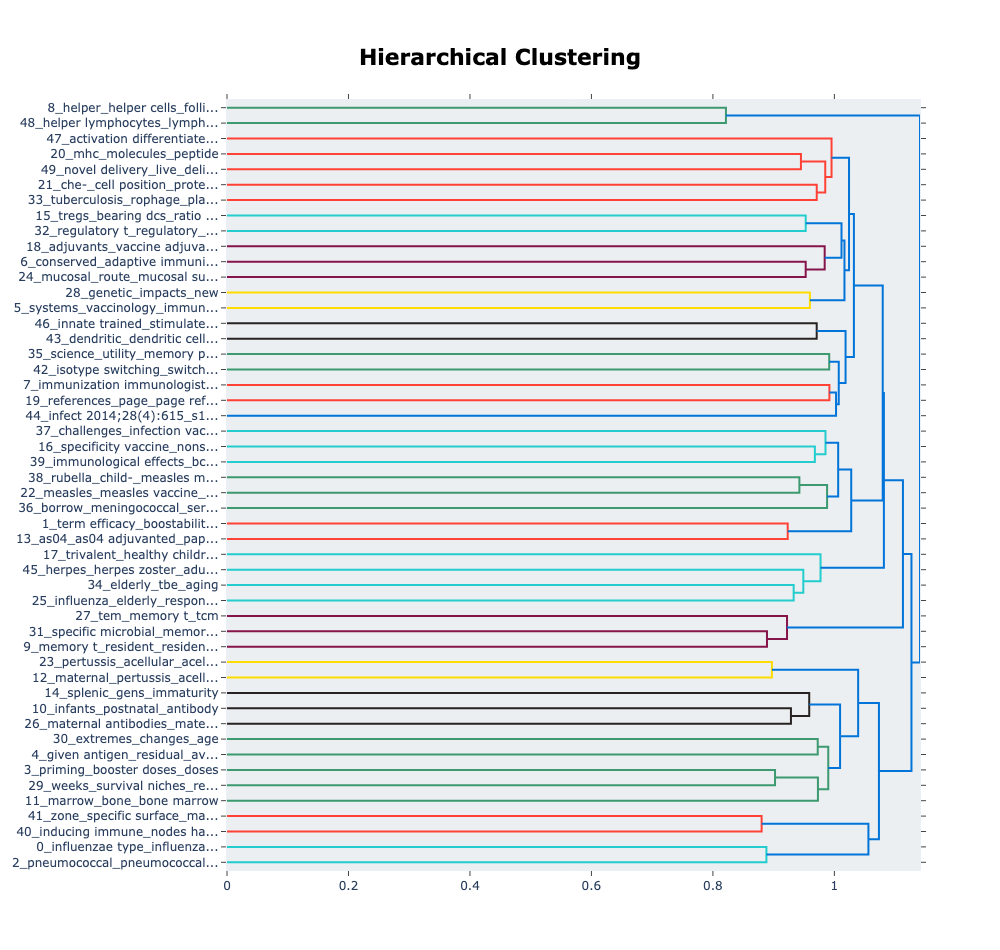 Hierarchical Clustering
8_helper_helper cells_folli...
48_helper lymphocytes_lymph...
47_activation differentiate...
20_mhc_molecules_peptide
49_novel delivery_live_deli...
21_che-_cell position_prote...
33_tuberculosis_rophage_pla...
15_tregs_bearing dcs_ratio ...
32_regulatory t_regulatory_...
18_adjuvants_vaccine adjuva...
6_conserved_adaptive immuni...
24_mucosal_route_mucosal su...
28_genetic_impacts_new
5_systems_vaccinology_immun...
46_innate trained_stimulate...
43_dendritic_dendritic cell...
35_science_utility_memory p...
42_isotype switching_switch...
7_immunization immunologist...
19_references_page_page ref...
44_infect 2014;28(4):615_s1...
37_challenges_infection vac...
16_specificity vaccine_nons...
39_immunological effects_bc...
38_rubella_child-_measles m...
22_measles_measles vaccine_...
36_borrow_meningococcal_ser...
1_term efficacy_boostabilit...
13_as04_as04 adjuvanted_pap...
17_trivalent_healthy childr...
45_herpes_herpes zoster_adu...
34_elderly_tbe_aging
25_influenza_elderly_respon...
27_tem_memory t_tcm
31_specific microbial_memor...
9_memory t_resident_residen...
23_pertussis_acellular_acel...
12_maternal_pertussis_acell...
14_splenic_gens_immaturity
10_infants_postnatal_antibody
26_maternal antibodies_mate...
30_extremes_changes_age
4_given antigen_residual_av...
3_priming_booster doses_doses
29_weeks_survival niches_re...
11_marrow_bone_bone marrow
41_zone_specific surface_ma...
40_inducing immune_nodes ha...
0_influenzae type_influenza...
2_pneumococcal_pneumococcal...
0 0.2 0.4 0.6 0.8 1